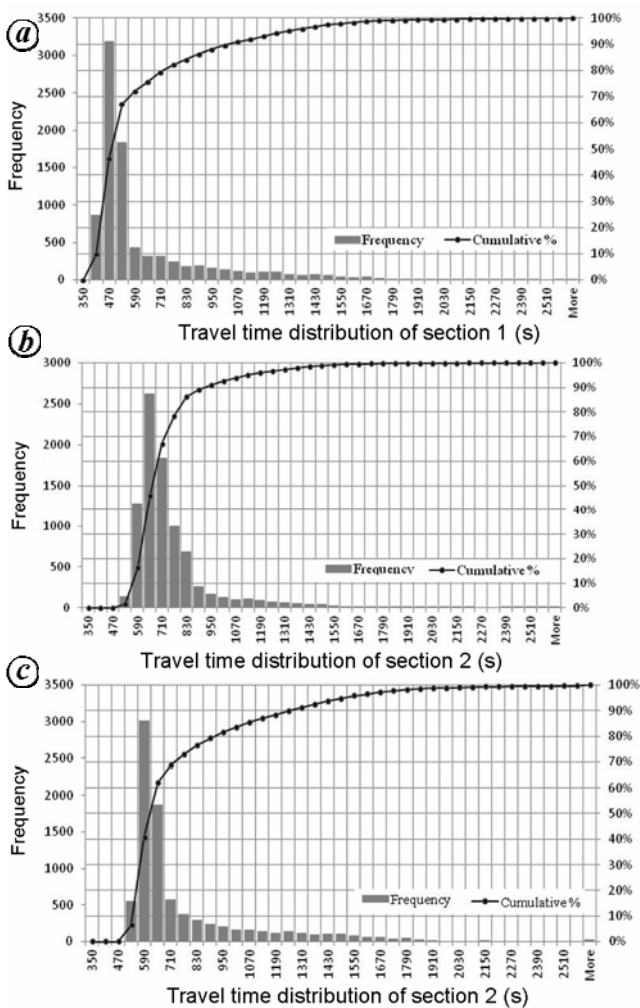 a
3500 100%
3000 90%
80%
2500 70%
2000 60%
50%
1500 40%
1000 30%
500 20%
10%
0 0%
Frequency
Frequency Cumulative %
350 470 590 710 830 950 1070 1190 1310 1430 1550 1670 1790 1910 2030 2150 2270 2390 2510 More
Travel time distribution of section 1 (s)
b
3000 100%
90%
2500 80%
2000 70%
60%
1500 50%
1000 40%
30%
500 20%
10%
0 0%
Frequency
Frequency Cumulative %
350 470 590 710 830 950 1070 1190 1310 1430 1550 1670 1790 1910 2030 2150 2270 2390 2510 More
Travel time distribution of section 2 (s)
c
3500 100%
3000 90%
80%
2500 70%
2000 60%
50%
1500 40%
1000 30%
500 20%
10%
0 0%
Frequency
Frequency Cumulative %
350 470 590 710 830 950 1070 1190 1310 1430 1550 1670 1790 1910 2030 2150 2270 2390 2510 More
Travel time distribution of section 2 (s)